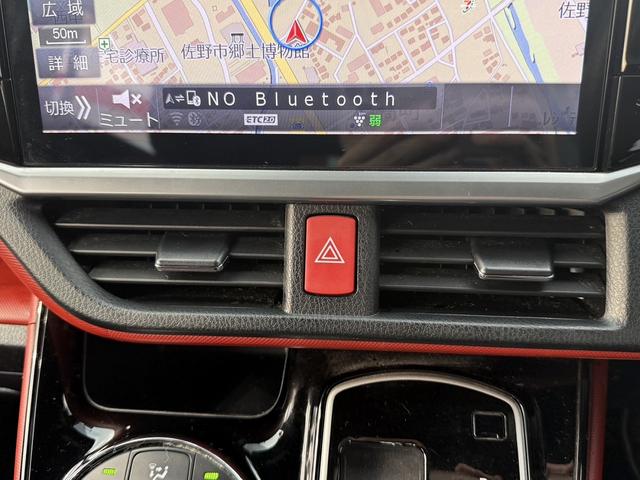 広域
50m
詳細
宅診療所
佐野市郷土博物館
佐野
切換
ミュート
NO Bluetooth
ETC2.0
弱